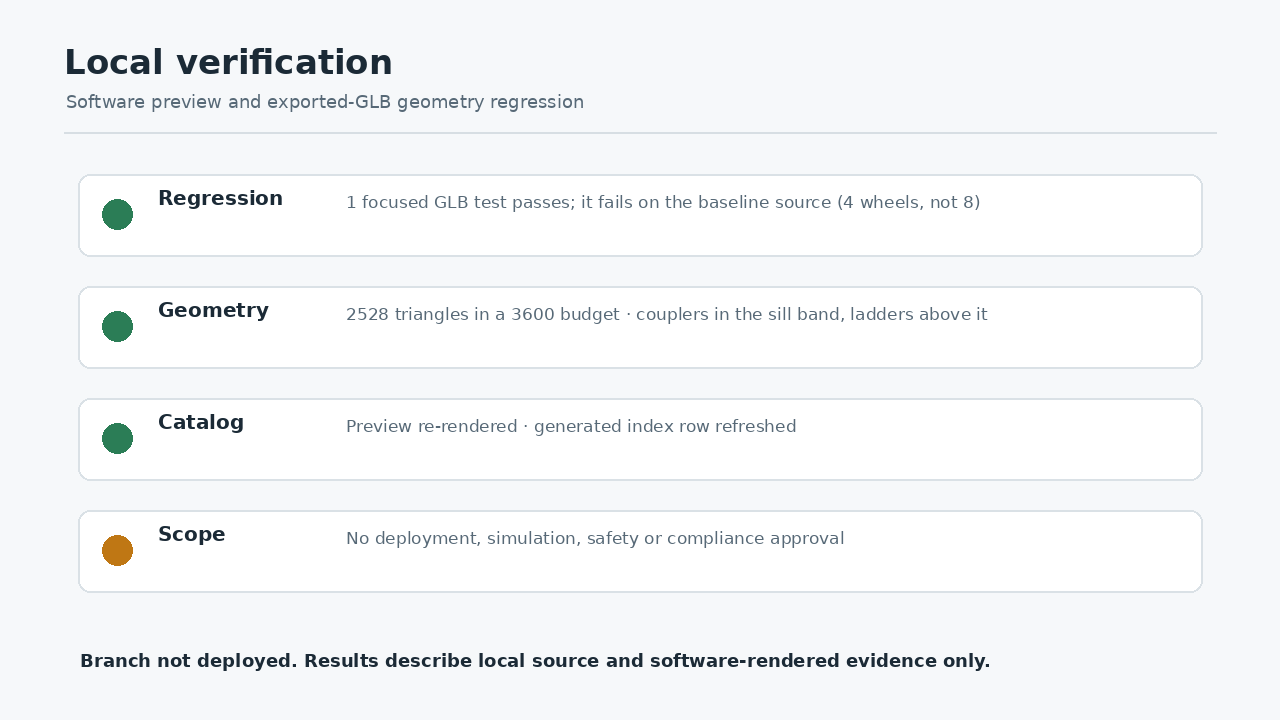 Local verification
Software preview and exported-GLB geometry regression
Regression
1 focused GLB test passes; it fails on the baseline source (4 wheels, not 8)
Geometry
2528 triangles in a 3600 budget · couplers in the sill band, ladders above it
Catalog
Preview re-rendered · generated index row refreshed
Scope
No deployment, simulation, safety or compliance approval
Branch not deployed. Results describe local source and software-rendered evidence only.